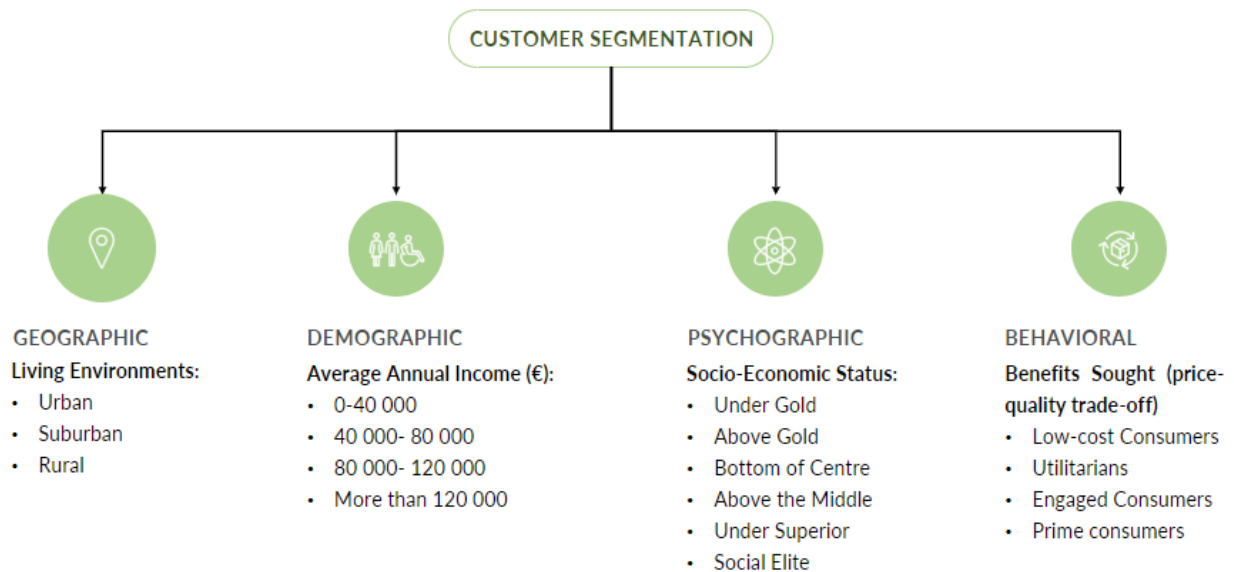 CUSTOMER SEGMENTATION
GEOGRAPHIC
Living Environments:
• Urban
• Suburban
• Rural
DEMOGRAPHIC
Average Annual Income (€):
• 0-40 000
• 40 000- 80 000
• 80 000- 120 000
• More than 120 000
PSYCHOGRAPHIC
Socio-Economic Status:
• Under Gold
• Above Gold
• Bottom of Centre
• Above the Middle
• Under Superior
• Social Elite
BEHAVIORAL
Benefits Sought (price-
quality trade-off)
• Low-cost Consumers
• Utilitarians
• Engaged Consumers
• Prime consumers